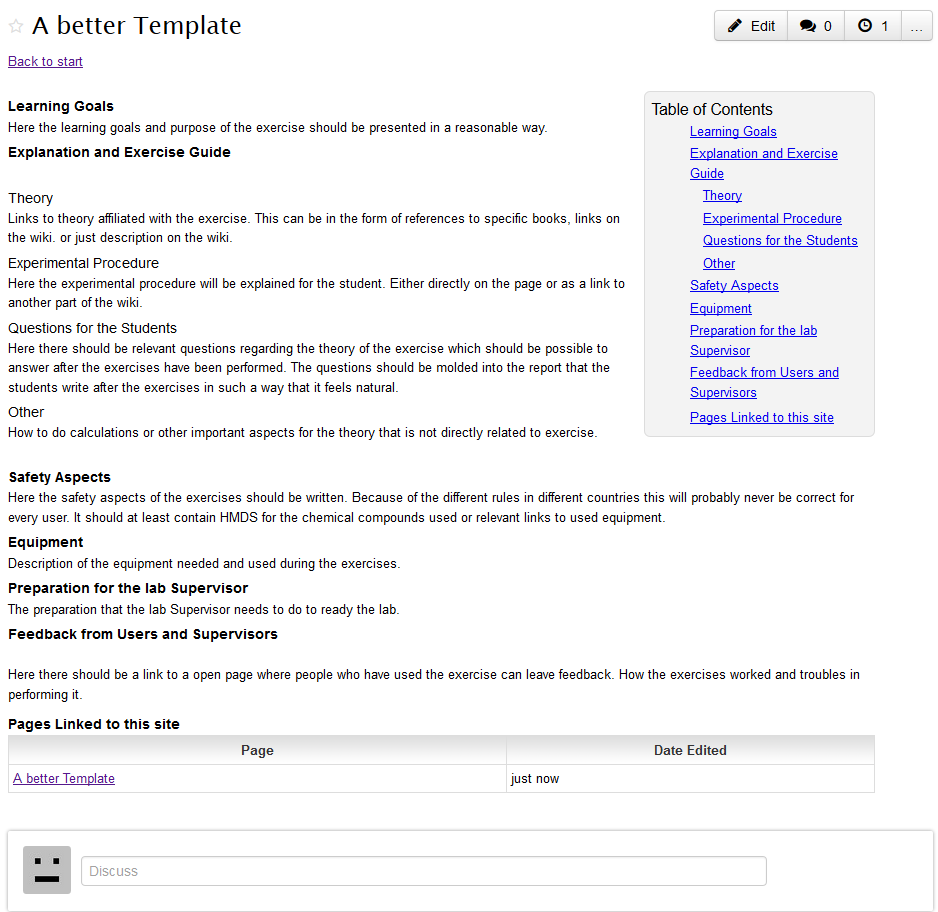 A better Template
Edit
0
1
...
Back to start
Learning Goals
Here the learning goals and purpose of the exercise should be presented in a reasonable way.
Explanation and Exercise Guide
Theory
Links to theory affiliated with the exercise. This can be in the form of references to specific books, links on
the wiki. or just description on the wiki.
Experimental Procedure
Here the experimental procedure will be explained for the student. Either directly on the page or as a link to
another part of the wiki.
Questions for the Students
Here there should be relevant questions regarding the theory of the exercise which should be possible to
answer after the exercises have been performed. The questions should be molded into the report that the
students write after the exercises in such a way that it feels natural.
Other
How to do calculations or other important aspects for the theory that is not directly related to exercise.
Table of Contents
Learning Goals
Explanation and Exercise
Guide
Theory
Experimental Procedure
Questions for the Students
Other
Safety Aspects
Equipment
Preparation for the lab
Supervisor
Feedback from Users and
Supervisors
Pages Linked to this site
Safety Aspects
Here the safety aspects of the exercises should be written. Because of the different rules in different countries this will probably never be correct for
every user. It should at least contain HMDS for the chemical compounds used or relevant links to used equipment.
Equipment
Description of the equipment needed and used during the exercises.
Preparation for the lab Supervisor
The preparation that the lab Supervisor needs to do to ready the lab.
Feedback from Users and Supervisors
Here there should be a link to a open page where people who have used the exercise can leave feedback. How the exercises worked and troubles in
performing it.
Pages Linked to this site
Page Date Edited
A better Template just now
Discuss